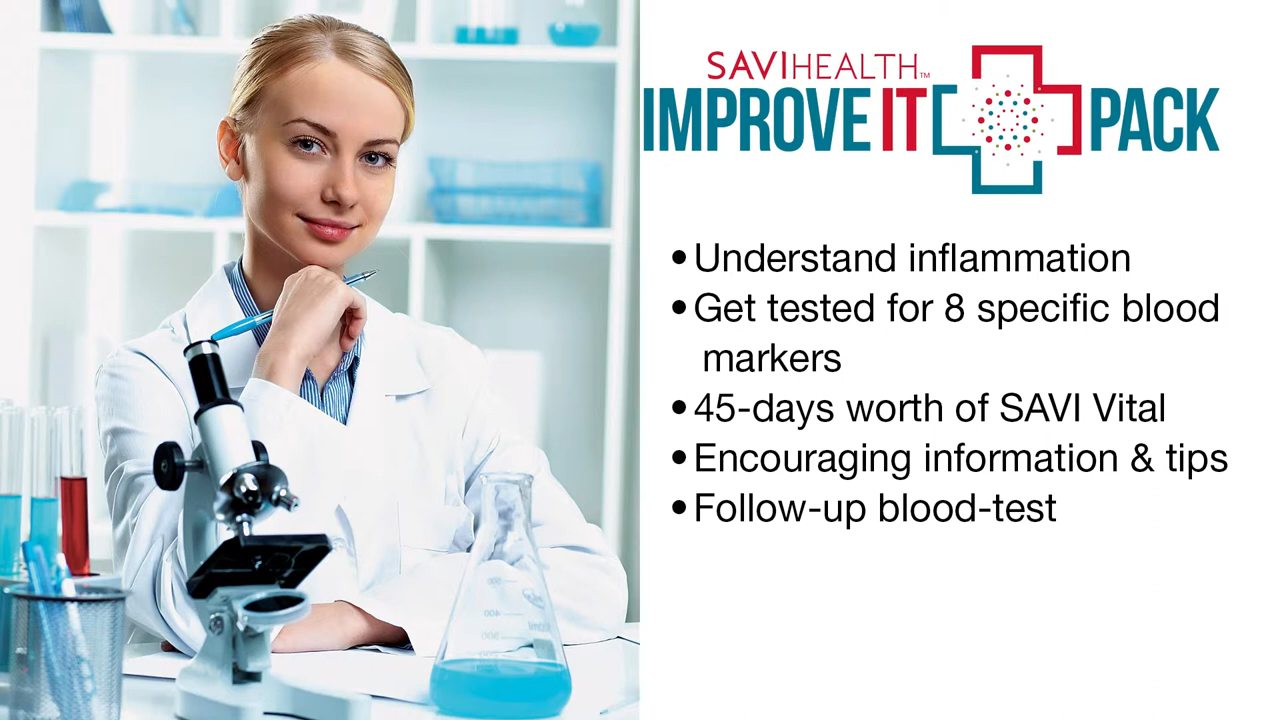 SAVIHEALTH™
IMPROVE IT PACK
•Understand inflammation
•Get tested for 8 specific blood
markers
•45-days worth of SAVI Vital
•Encouraging information & tips
•Follow-up blood-test
400